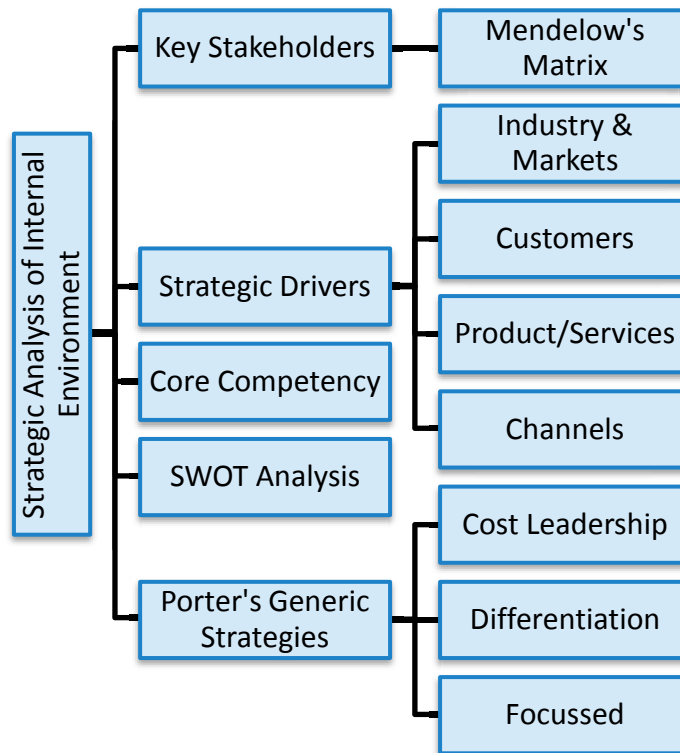 Strategic Analysis of Internal
Environment
Key Stakeholders
Mendelow's
Matrix
Strategic Drivers
Industry &
Markets
Customers
Product/Services
Channels
Core Competency
SWOT Analysis
Porter's Generic
Strategies
Cost Leadership
Differentiation
Focussed